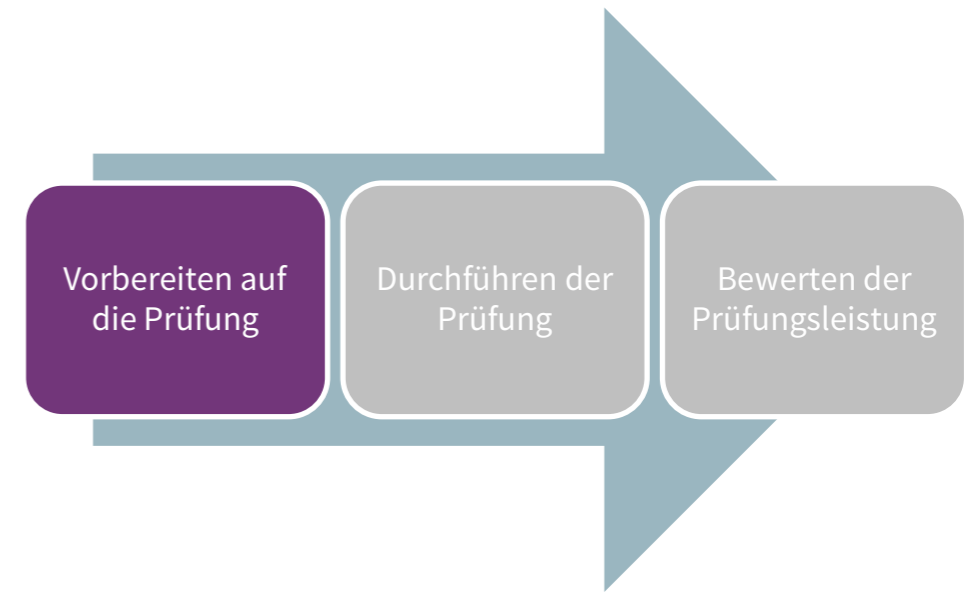 Vorbereiten auf
die Prüfung
Durchführen der
Prüfung
Bewerten der
Prüfungsleistung